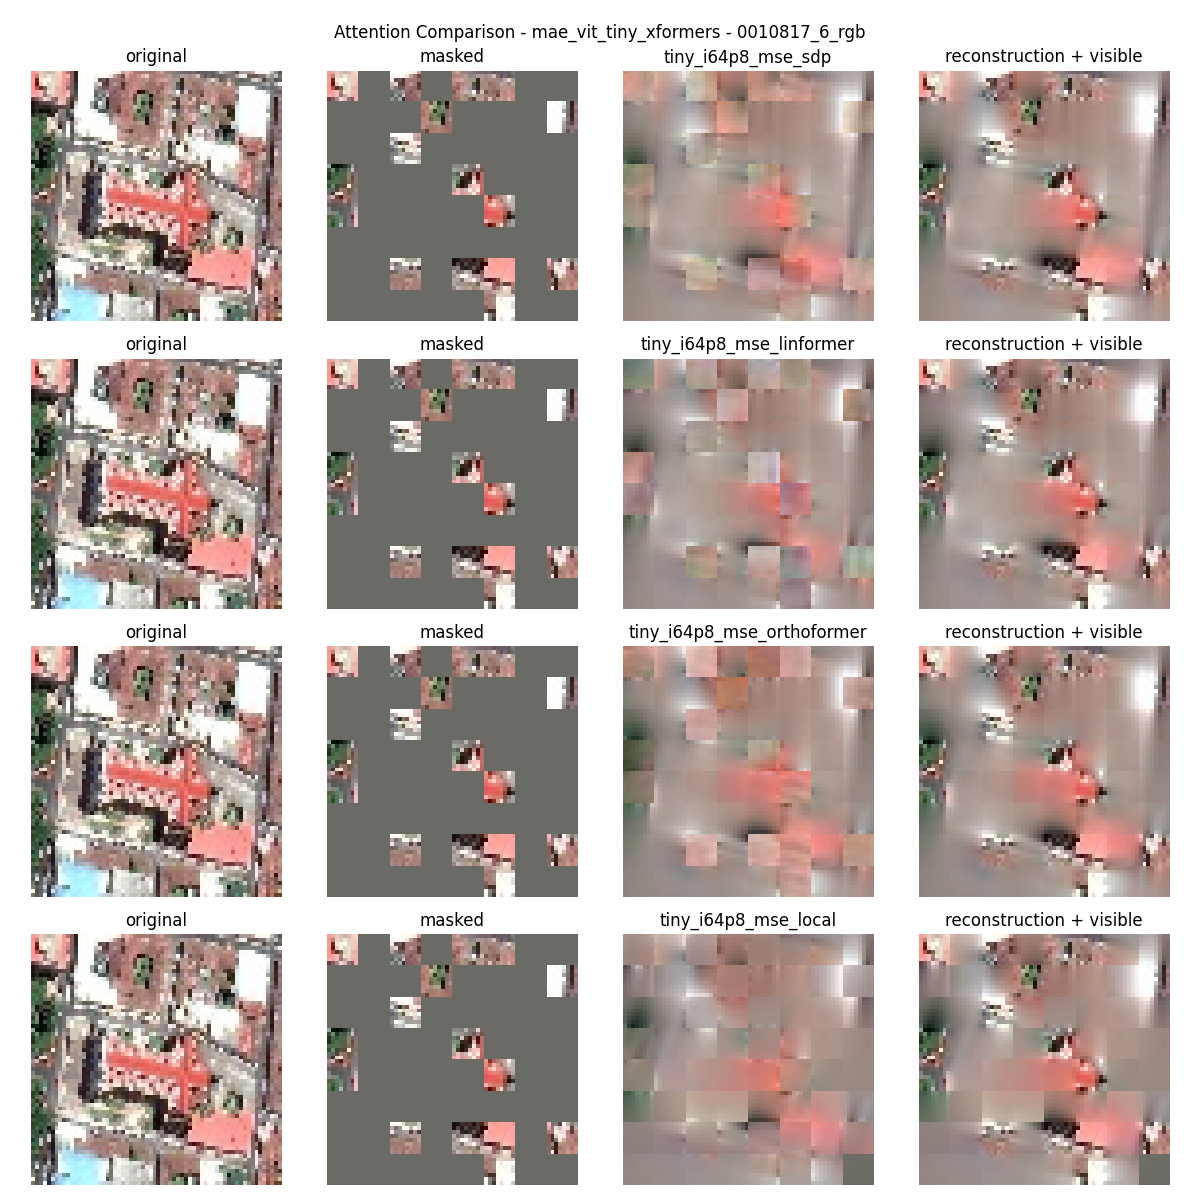 Attention Comparison - mae_vit_tiny_xformers - 0010817_6_rgb
original masked tiny_i64p8_mse_sdp reconstruction + visible
original masked tiny_i64p8_mse_linformer reconstruction + visible
original masked tiny_i64p8_mse_orthoformer reconstruction + visible
original masked tiny_i64p8_mse_local reconstruction + visible